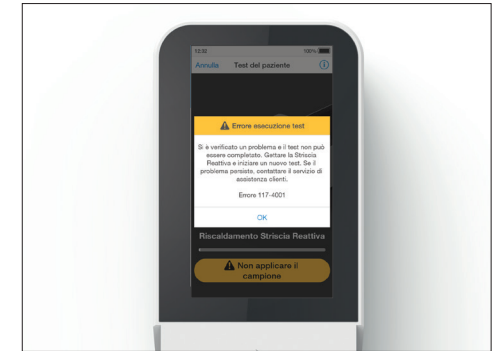 13:32 100%
Annulla Test del paziente
Errore esecuzione test
Si è verificato un problema e il test non può
essere completato. Gettare la Striscia
Reattiva e iniziare un nuovo test. Se il
problema persiste, contattare il servizio di
assistenza clienti.
Errore 117-4001
OK
Riscaldamento Striscia Reattiva
Non applicare il
campione